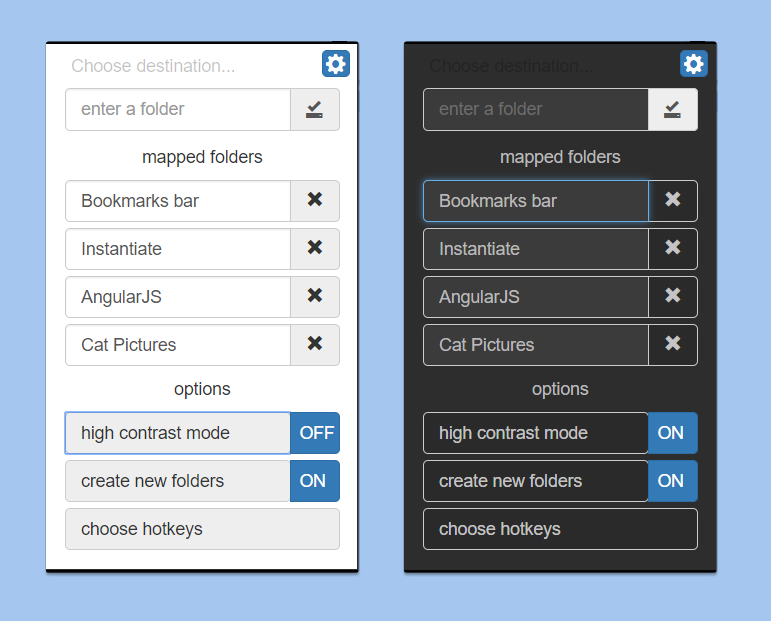 Choose destination...
enter a folder
mapped folders
Bookmarks bar
Instantiate
AngularJS
Cat Pictures
options
high contrast mode OFF
create new folders ON
choose hotkeys
Choose destination...
enter a folder
mapped folders
Bookmarks bar
Instantiate
AngularJS
Cat Pictures
options
high contrast mode ON
create new folders ON
choose hotkeys